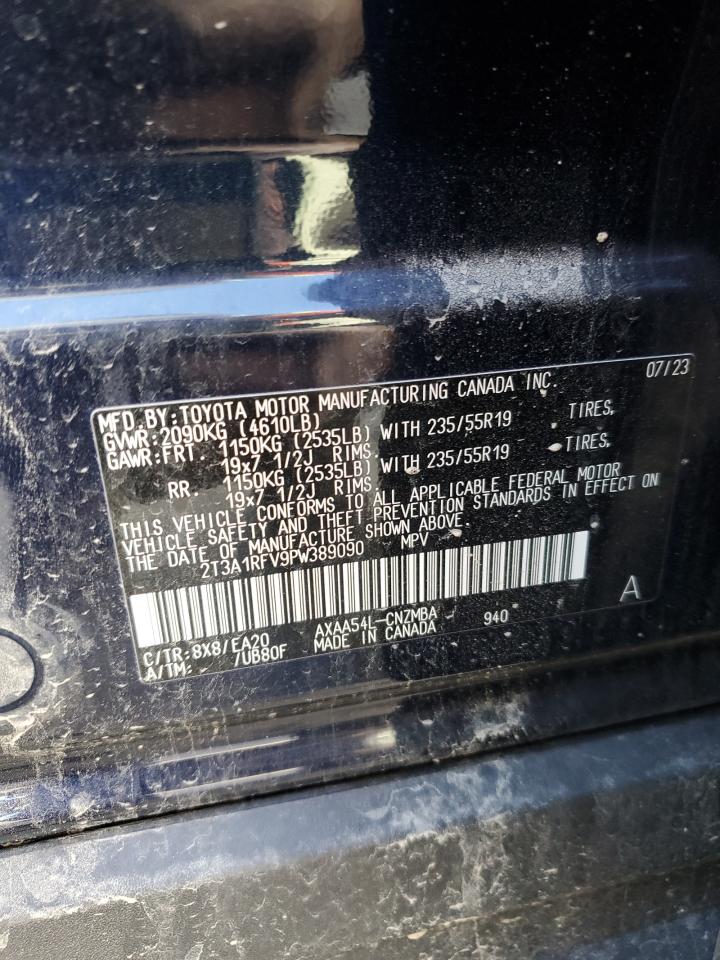 MFD. BY: TOYOTA MOTOR MANUFACTURING CANADA INC. 07/23
GVWR: 2090KG (4610LB)
GAWR: FRT. 1150KG (2535LB) WITH 235/55R19 TIRES,
19x7 1/2J RIMS.
RR. 1150KG (2535LB) WITH 235/55R19 TIRES,
19x7 1/2J RIMS.
THIS VEHICLE CONFORMS TO ALL APPLICABLE FEDERAL MOTOR
VEHICLE SAFETY AND THEFT PREVENTION STANDARDS IN EFFECT ON
THE DATE OF MANUFACTURE SHOWN ABOVE.
2T3A1RFV9PW389090 MPV
A
C/TR: 8X8/EA20 AXAA54L-CNZMBA 940
A/TM: /UB80F MADE IN CANADA